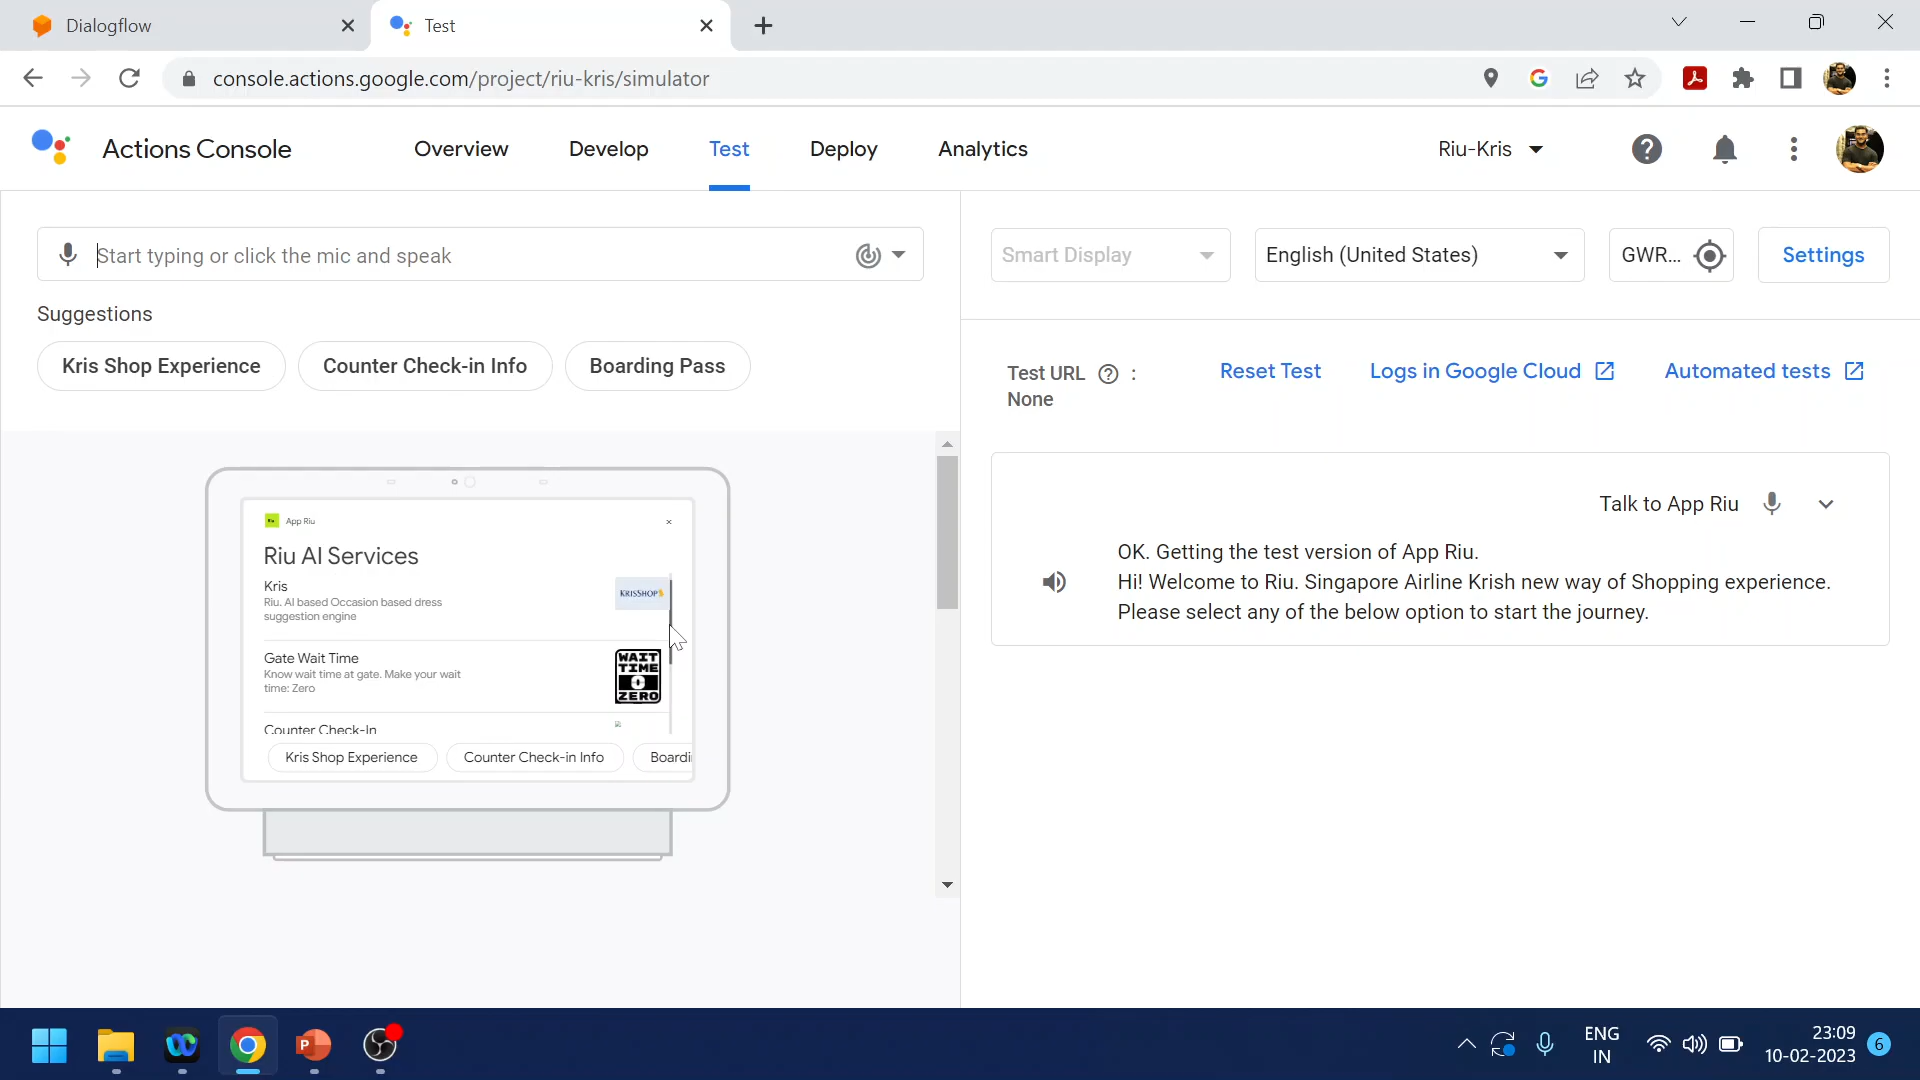 Dialogflow
Test
console.actions.google.com/project/riu-kris/simulator
Actions Console
Overview
Develop
Test
Deploy
Analytics
Riu-Kris
Start typing or click the mic and speak
Smart Display
English (United States)
GWR...
Settings
Suggestions
Kris Shop Experience
Counter Check-in Info
Boarding Pass
Test URL :
None
Reset Test
Logs in Google Cloud
Automated tests
App Riu
Riu AI Services
Kris
Riu. AI based Occasion based dress
suggestion engine
KRISSHOP
Gate Wait Time
Know wait time at gate. Make your wait
time: Zero
WAIT
TIME
0
ZERO
Counter Check-In
Kris Shop Experience
Counter Check-in Info
Boardi
Talk to App Riu
OK. Getting the test version of App Riu.
Hi! Welcome to Riu. Singapore Airline Krish new way of Shopping experience.
Please select any of the below option to start the journey.
ENG
IN
23:09
10-02-2023
6